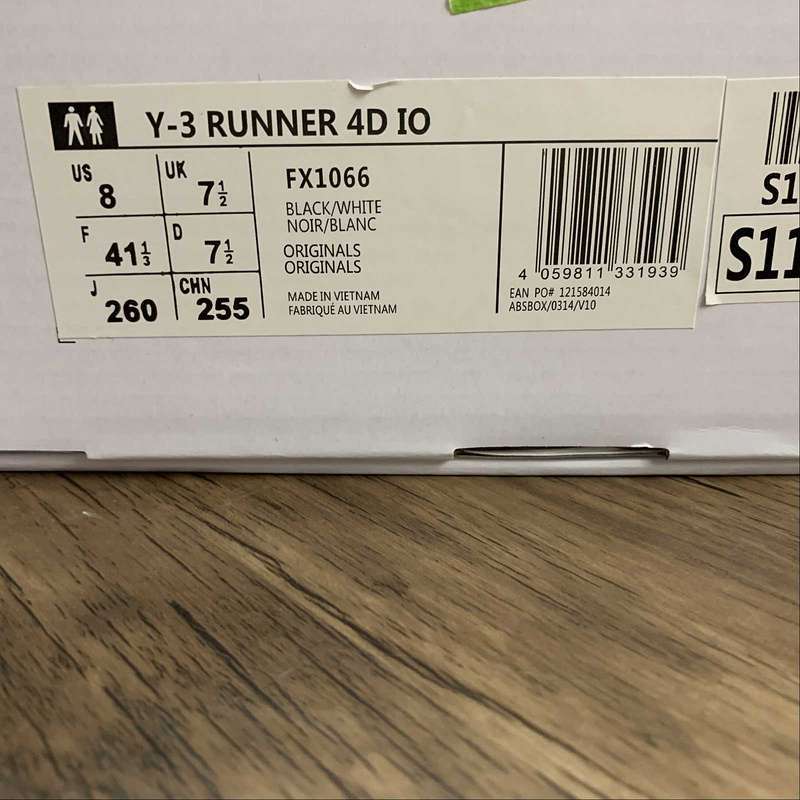 Y-3 RUNNER 4D IO
US 8 UK 7½
F 41⅓ D 7½
J 260 CHN 255
FX1066
BLACK/WHITE
NOIR/BLANC
ORIGINALS
ORIGINALS
MADE IN VIETNAM
FABRIQUÉ AU VIETNAM
4 059811 331939
EAN PO# 121584014
ABSBOX/0314/V10
S1
S11